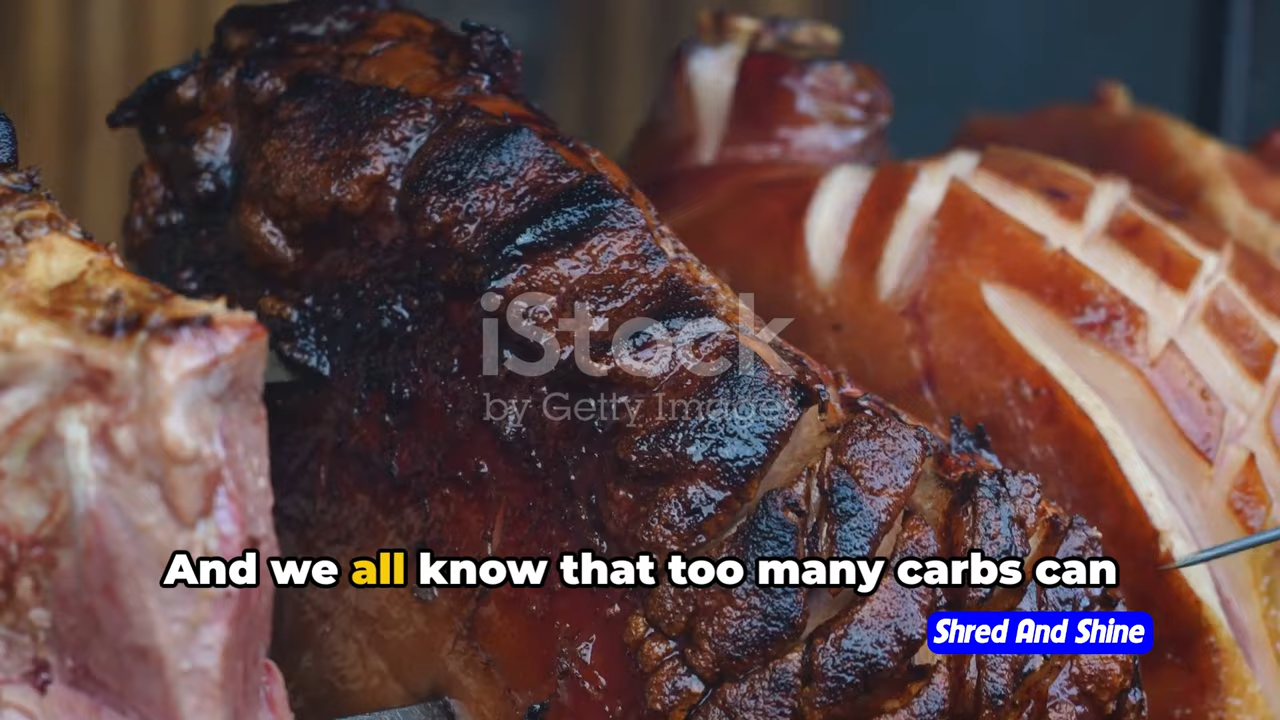 iStock
by Getty Images
And we all know that too many carbs can
Shred And Shine